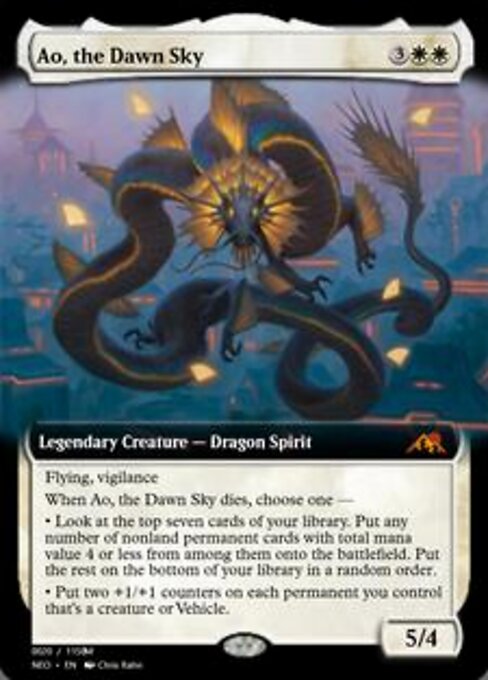 Ao, the Dawn Sky 3
Legendary Creature — Dragon Spirit
Flying, vigilance
When Ao, the Dawn Sky dies, choose one —
• Look at the top seven cards of your library. Put any
number of nonland permanent cards with total mana
value 4 or less from among them onto the battlefield. Put
the rest on the bottom of your library in a random order.
• Put two +1/+1 counters on each permanent you control
that's a creature or Vehicle.
5/4
NEO • EN Chris Rahn